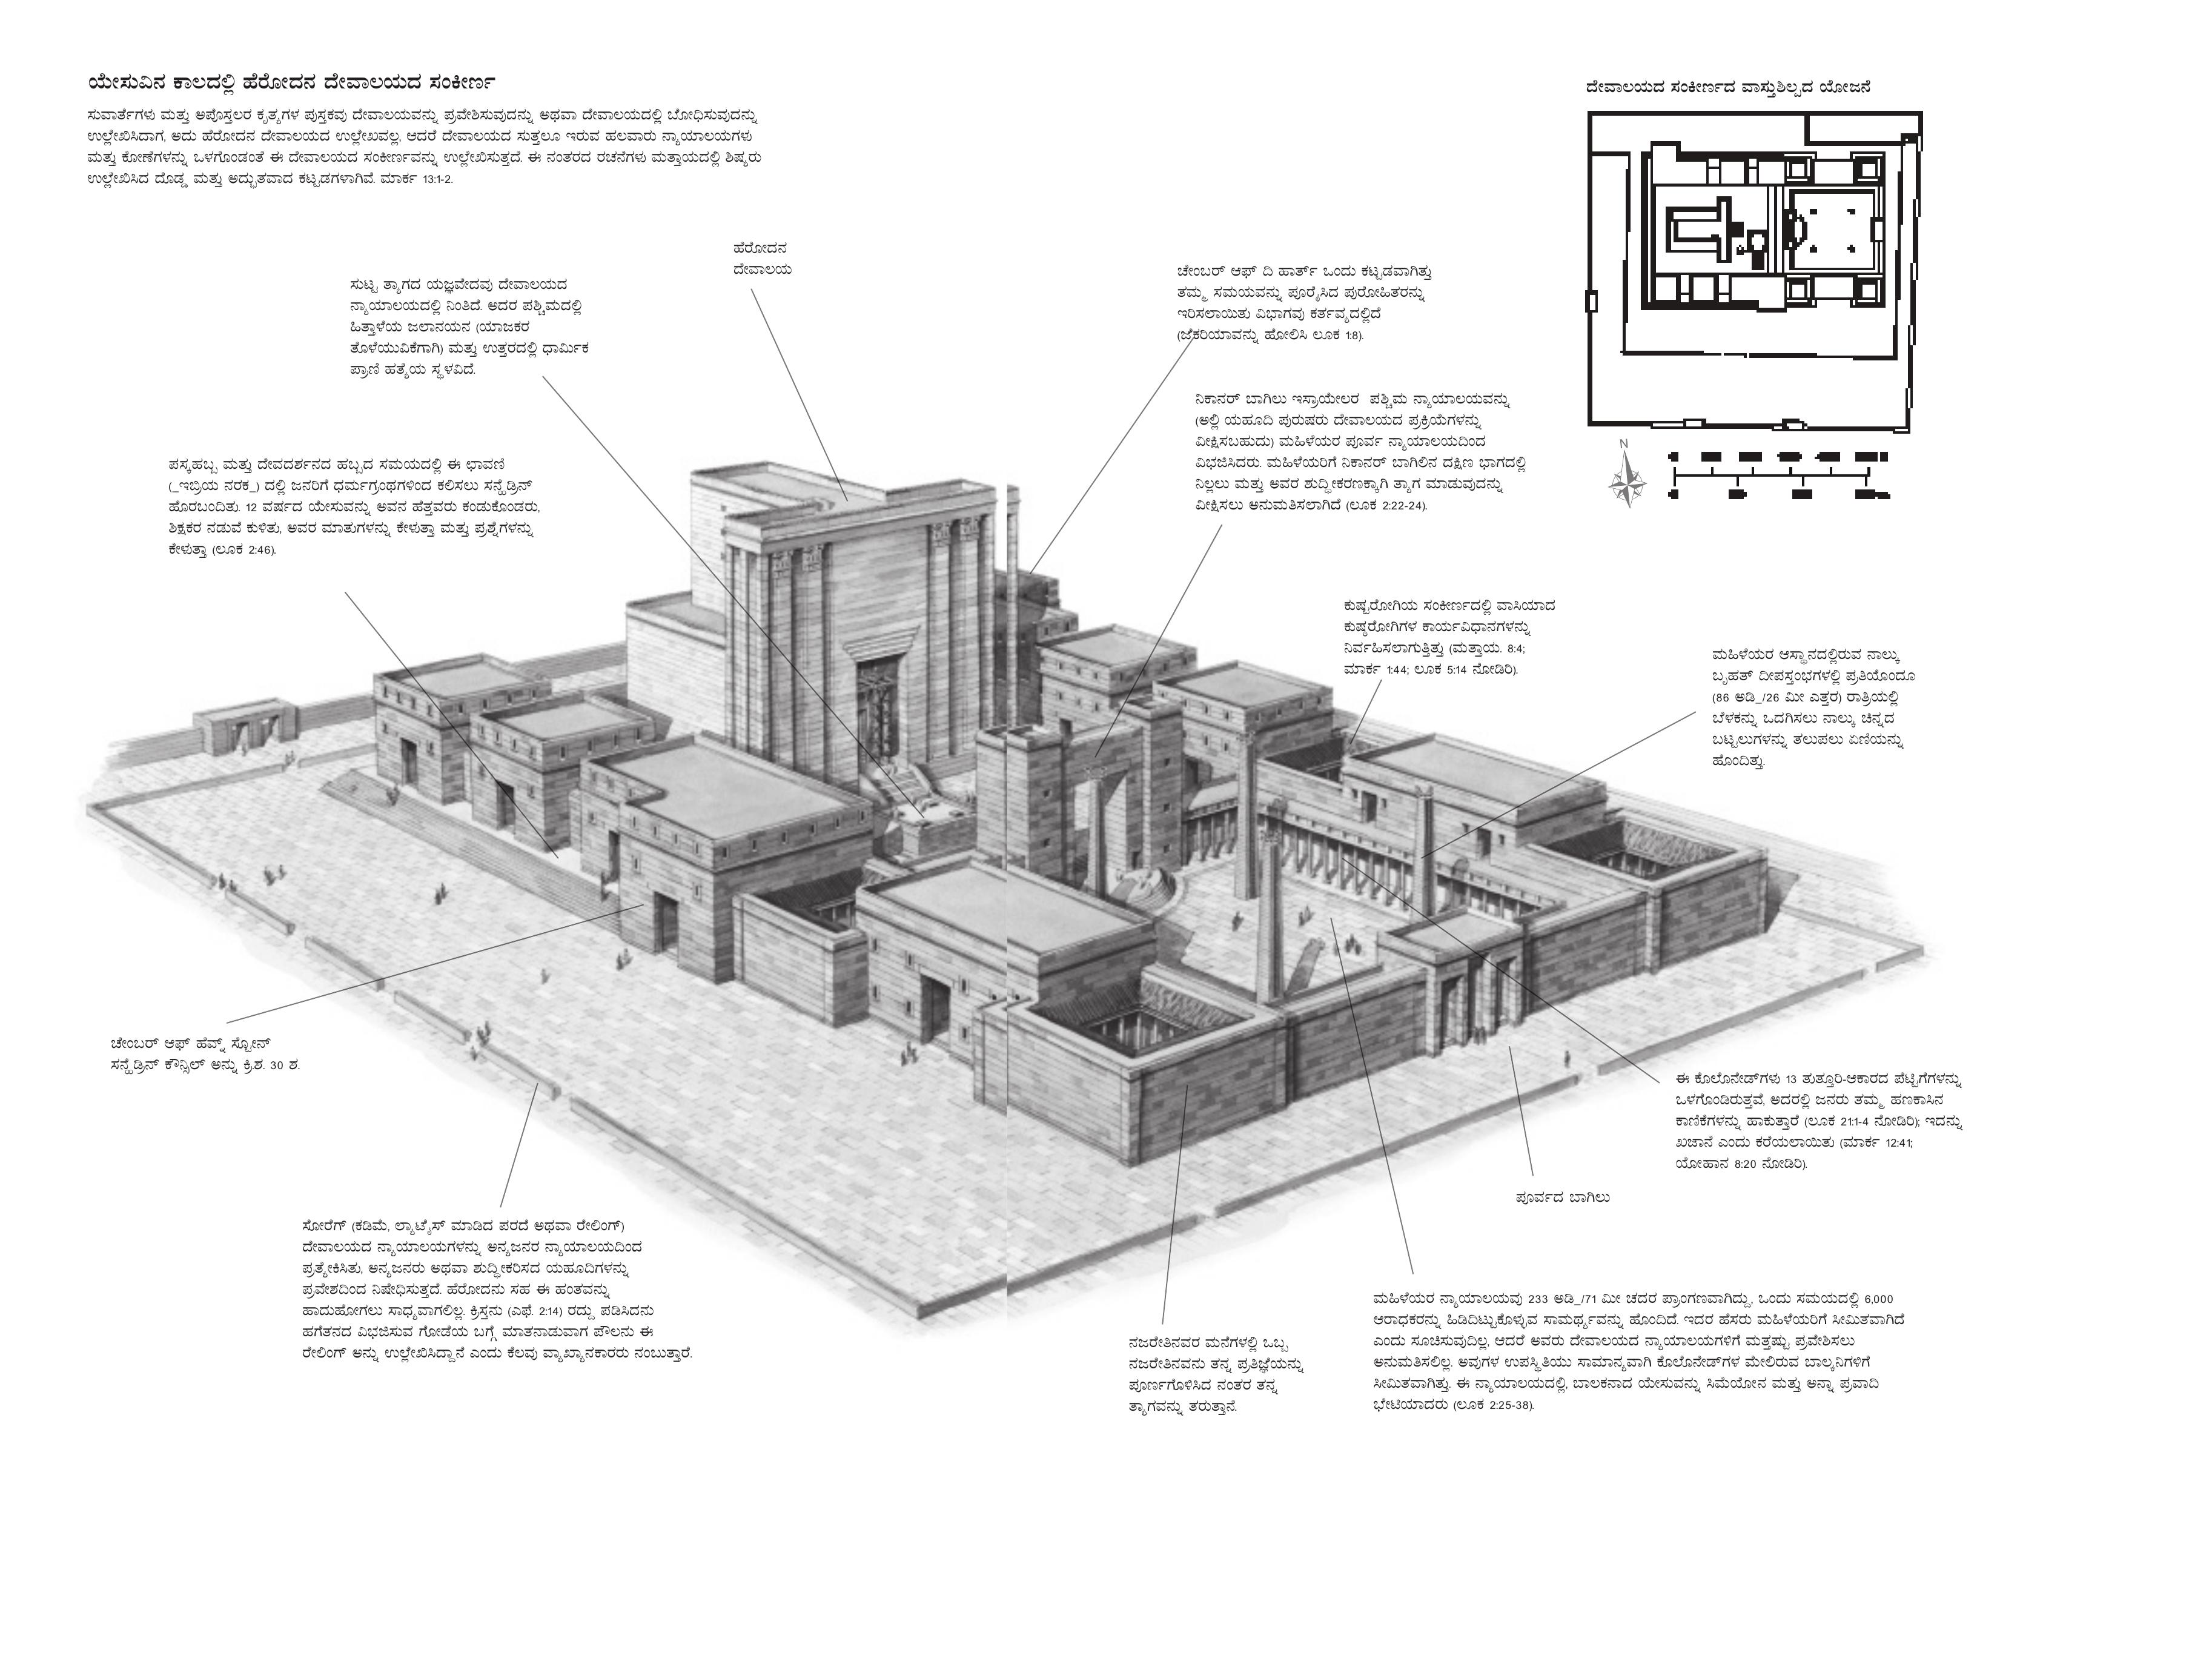 ಯೇಸುವಿನ ಕಾಲದಲ್ಲಿ ಹೆರೋದನ ದೇವಾಲಯದ ಸಂಕೀರ್ಣ
ಸುವಾರ್ತೆಗಳು ಮತ್ತು ಅಪೊಸ್ತಲರ ಕೃತ್ಯಗಳ ಪುಸ್ತಕವು ದೇವಾಲಯವನ್ನು ಪ್ರವೇಶಿಸುವುದನ್ನು ಅಥವಾ ದೇವಾಲಯದಲ್ಲಿ ಬೋಧಿಸುವುದನ್ನು
ಉಲ್ಲೇಖಿಸಿದಾಗ, ಅದು ಹೆರೋದನ ದೇವಾಲಯದ ಉಲ್ಲೇಖವಲ್ಲ, ಆದರೆ ದೇವಾಲಯದ ಸುತ್ತಲೂ ಇರುವ ಹಲವಾರು ನ್ಯಾಯಾಲಯಗಳು
ಮತ್ತು ಕೋಣೆಗಳನ್ನು ಒಳಗೊಂಡಂತೆ ಈ ದೇವಾಲಯದ ಸಂಕೀರ್ಣವನ್ನು ಉಲ್ಲೇಖಿಸುತ್ತದೆ. ಈ ನಂತರದ ರಚನೆಗಳು ಮತ್ತಾಯದಲ್ಲಿ ಶಿಷ್ಯರು
ಉಲ್ಲೇಖಿಸಿದ ದೊಡ್ಡ ಮತ್ತು ಅದ್ಭುತವಾದ ಕಟ್ಟಡಗಳಾಗಿವೆ. ಮಾರ್ಕ 13:1-2.
ದೇವಾಲಯದ ಸಂಕೀರ್ಣದ ವಾಸ್ತುಶಿಲ್ಪದ ಯೋಜನೆ
N
ಹೆರೋದನ
ದೇವಾಲಯ
ಸುಟ್ಟ ತ್ಯಾಗದ ಯಜ್ಞವೇದವು ದೇವಾಲಯದ
ನ್ಯಾಯಾಲಯದಲ್ಲಿ ನಿಂತಿದೆ. ಅದರ ಪಶ್ಚಿಮದಲ್ಲಿ
ಹಿತ್ತಾಳೆಯ ಜಲಾನಯನ (ಯಾಜಕರ
ತೊಳೆಯುವಿಕೆಗಾಗಿ) ಮತ್ತು ಉತ್ತರದಲ್ಲಿ ಧಾರ್ಮಿಕ
ಪ್ರಾಣಿ ಹತ್ಯೆಯ ಸ್ಥಳವಿದೆ.
ಚೇಂಬರ್ ಆಫ್ ದಿ ಹಾರ್ತ್ ಒಂದು ಕಟ್ಟಡವಾಗಿತ್ತು
ತಮ್ಮ ಸಮಯವನ್ನು ಪೂರೈಸಿದ ಪುರೋಹಿತರನ್ನು
ಇರಿಸಲಾಯಿತು ವಿಭಾಗವು ಕರ್ತವ್ಯದಲ್ಲಿದೆ
(ಜೆಕರಿಯಾವನ್ನು ಹೋಲಿಸಿ ಲೂಕ 1:8).
ನಿಕಾನರ್ ಬಾಗಿಲು ಇಸ್ರಾಯೇಲರ ಪಶ್ಚಿಮ ನ್ಯಾಯಾಲಯವನ್ನು
(ಅಲ್ಲಿ ಯಹೂದಿ ಪುರುಷರು ದೇವಾಲಯದ ಪ್ರಕ್ರಿಯೆಗಳನ್ನು
ವೀಕ್ಷಿಸಬಹುದು) ಮಹಿಳೆಯರ ಪೂರ್ವ ನ್ಯಾಯಾಲಯದಿಂದ
ವಿಭಜಿಸಿದರು. ಮಹಿಳೆಯರಿಗೆ ನಿಕಾನರ್ ಬಾಗಿಲಿನ ದಕ್ಷಿಣ ಭಾಗದಲ್ಲಿ
ನಿಲ್ಲಲು ಮತ್ತು ಅವರ ಶುದ್ಧೀಕರಣಕ್ಕಾಗಿ ತ್ಯಾಗ ಮಾಡುವುದನ್ನು
ವೀಕ್ಷಿಸಲು ಅನುಮತಿಸಲಾಗಿದೆ (ಲೂಕ 2:22-24).
ಪಸ್ಕಹಬ್ಬ ಮತ್ತು ದೇವದರ್ಶನದ ಹಬ್ಬದ ಸಮಯದಲ್ಲಿ ಈ ಛಾವಣಿ
(_ಇಬ್ರಿಯ ನರಕ_) ದಲ್ಲಿ ಜನರಿಗೆ ಧರ್ಮಗ್ರಂಥಗಳಿಂದ ಕಲಿಸಲು ಸನ್ಹೆಡ್ರಿನ್
ಹೊರಬಂದಿತು. 12 ವರ್ಷದ ಯೇಸುವನ್ನು ಅವನ ಹೆತ್ತವರು ಕಂಡುಕೊಂಡರು,
ಶಿಕ್ಷಕರ ನಡುವೆ ಕುಳಿತು, ಅವರ ಮಾತುಗಳನ್ನು ಕೇಳುತ್ತಾ ಮತ್ತು ಪ್ರಶ್ನೆಗಳನ್ನು
ಕೇಳುತ್ತಾ (ಲೂಕ 2:46).
ಕುಷ್ಟರೋಗಿಯ ಸಂಕೀರ್ಣದಲ್ಲಿ ವಾಸಿಯಾದ
ಕುಷ್ಠರೋಗಿಗಳ ಕಾರ್ಯವಿಧಾನಗಳನ್ನು
ನಿರ್ವಹಿಸಲಾಗುತ್ತಿತ್ತು (ಮತ್ತಾಯ. 8:4;
ಮಾರ್ಕ 1:44; ಲೂಕ 5:14 ನೋಡಿರಿ).
ಮಹಿಳೆಯರ ಆಸ್ಥಾನದಲ್ಲಿರುವ ನಾಲ್ಕು
ಬೃಹತ್ ದೀಪಸ್ತಂಭಗಳಲ್ಲಿ ಪ್ರತಿಯೊಂದೂ
(86 ಅಡಿ_/26 ಮೀ ಎತ್ತರ) ರಾತ್ರಿಯಲ್ಲಿ
ಬೆಳಕನ್ನು ಒದಗಿಸಲು ನಾಲ್ಕು ಚಿನ್ನದ
ಬಟ್ಟಲುಗಳನ್ನು ತಲುಪಲು ಏಣಿಯನ್ನು
ಹೊಂದಿತ್ತು.
ಚೇಂಬರ್ ಆಫ್ ಹೆವ್ನ್ ಸ್ಟೋನ್
ಸನ್ಹೆಡ್ರಿನ್ ಕೌನ್ಸಿಲ್ ಅನ್ನು ಕ್ರಿ.ಶ. 30 ಶ.
ಈ ಕೊಲೊನೇಡ್‌ಗಳು 13 ತುತ್ತೂರಿ-ಆಕಾರದ ಪೆಟ್ಟಿಗೆಗಳನ್ನು
ಒಳಗೊಂಡಿರುತ್ತವೆ, ಅದರಲ್ಲಿ ಜನರು ತಮ್ಮ ಹಣಕಾಸಿನ
ಕಾಣಿಕೆಗಳನ್ನು ಹಾಕುತ್ತಾರೆ (ಲೂಕ 21:1-4 ನೋಡಿರಿ); ಇದನ್ನು
ಖಜಾನೆ ಎಂದು ಕರೆಯಲಾಯಿತು (ಮಾರ್ಕ 12:41;
ಯೋಹಾನ 8:20 ನೋಡಿರಿ).
ಪೂರ್ವದ ಬಾಗಿಲು
ಸೋರೆಗ್ (ಕಡಿಮೆ, ಲ್ಯಾಟೈಸ್ ಮಾಡಿದ ಪರದೆ ಅಥವಾ ರೇಲಿಂಗ್)
ದೇವಾಲಯದ ನ್ಯಾಯಾಲಯಗಳನ್ನು ಅನ್ಯಜನರ ನ್ಯಾಯಾಲಯದಿಂದ
ಪ್ರತ್ಯೇಕಿಸಿತು, ಅನ್ಯಜನರು ಅಥವಾ ಶುದ್ಧೀಕರಿಸದ ಯಹೂದಿಗಳನ್ನು
ಪ್ರವೇಶದಿಂದ ನಿಷೇಧಿಸುತ್ತದೆ. ಹೆರೋದನು ಸಹ ಈ ಹಂತವನ್ನು
ಹಾದುಹೋಗಲು ಸಾಧ್ಯವಾಗಲಿಲ್ಲ. ಕ್ರಿಸ್ತನು (ಎಫೆ. 2:14) ರದ್ದು ಪಡಿಸಿದನು
ಹಗೆತನದ ವಿಭಜಿಸುವ ಗೋಡೆಯ ಬಗ್ಗೆ ಮಾತನಾಡುವಾಗ ಪೌಲನು ಈ
ರೇಲಿಂಗ್ ಅನ್ನು ಉಲ್ಲೇಖಿಸಿದ್ದಾನೆ ಎಂದು ಕೆಲವು ವ್ಯಾಖ್ಯಾನಕಾರರು ನಂಬುತ್ತಾರೆ.
ನಜರೇತಿನವರ ಮನೆಗಳಲ್ಲಿ ಒಬ್ಬ
ನಜರೇತಿನವನು ತನ್ನ ಪ್ರತಿಜ್ಞೆಯನ್ನು
ಪೂರ್ಣಗೊಳಿಸಿದ ನಂತರ ತನ್ನ
ತ್ಯಾಗವನ್ನು ತರುತ್ತಾನೆ.
ಮಹಿಳೆಯರ ನ್ಯಾಯಾಲಯವು 233 ಅಡಿ_/71 ಮೀ ಚದರ ಪ್ರಾಂಗಣವಾಗಿದ್ದು, ಒಂದು ಸಮಯದಲ್ಲಿ 6,000
ಆರಾಧಕರನ್ನು ಹಿಡಿದಿಟ್ಟುಕೊಳ್ಳುವ ಸಾಮರ್ಥ್ಯವನ್ನು ಹೊಂದಿದೆ. ಇದರ ಹೆಸರು ಮಹಿಳೆಯರಿಗೆ ಸೀಮಿತವಾಗಿದೆ
ಎಂದು ಸೂಚಿಸುವುದಿಲ್ಲ, ಆದರೆ ಅವರು ದೇವಾಲಯದ ನ್ಯಾಯಾಲಯಗಳಿಗೆ ಮತ್ತಷ್ಟು ಪ್ರವೇಶಿಸಲು
ಅನುಮತಿಸಲಿಲ್ಲ. ಅವುಗಳ ಉಪಸ್ಥಿತಿಯು ಸಾಮಾನ್ಯವಾಗಿ ಕೊಲೊನೇಡ್‌ಗಳ ಮೇಲಿರುವ ಬಾಲ್ಕನಿಗಳಿಗೆ
ಸೀಮಿತವಾಗಿತ್ತು. ಈ ನ್ಯಾಯಾಲಯದಲ್ಲಿ, ಬಾಲಕನಾದ ಯೇಸುವನ್ನು ಸಿಮೆಯೋನ ಮತ್ತು ಅನ್ನಾ ಪ್ರವಾದಿ
ಭೇಟಿಯಾದರು (ಲೂಕ 2:25-38).